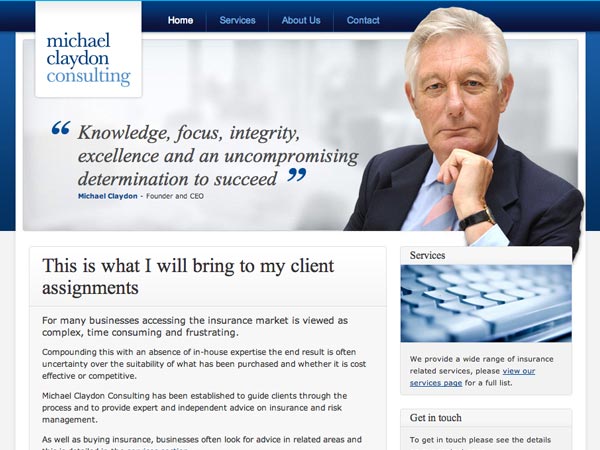 Home Services About Us Contact
michael
claydon
consulting
“ Knowledge, focus, integrity,
excellence and an uncompromising
determination to succeed ”
Michael Claydon - Founder and CEO
This is what I will bring to my client
assignments
For many businesses accessing the insurance market is viewed as
complex, time consuming and frustrating.
Compounding this with an absence of in-house expertise the end result is often
uncertainty over the suitability of what has been purchased and whether it is cost
effective or competitive.
Michael Claydon Consulting has been established to guide clients through the
process and to provide expert and independent advice on insurance and risk
management.
As well as buying insurance, businesses often look for advice in related areas and
Services
We provide a wide range of insurance
related services, please view our
services page for a full list.
Get in touch
To get in touch please see the details